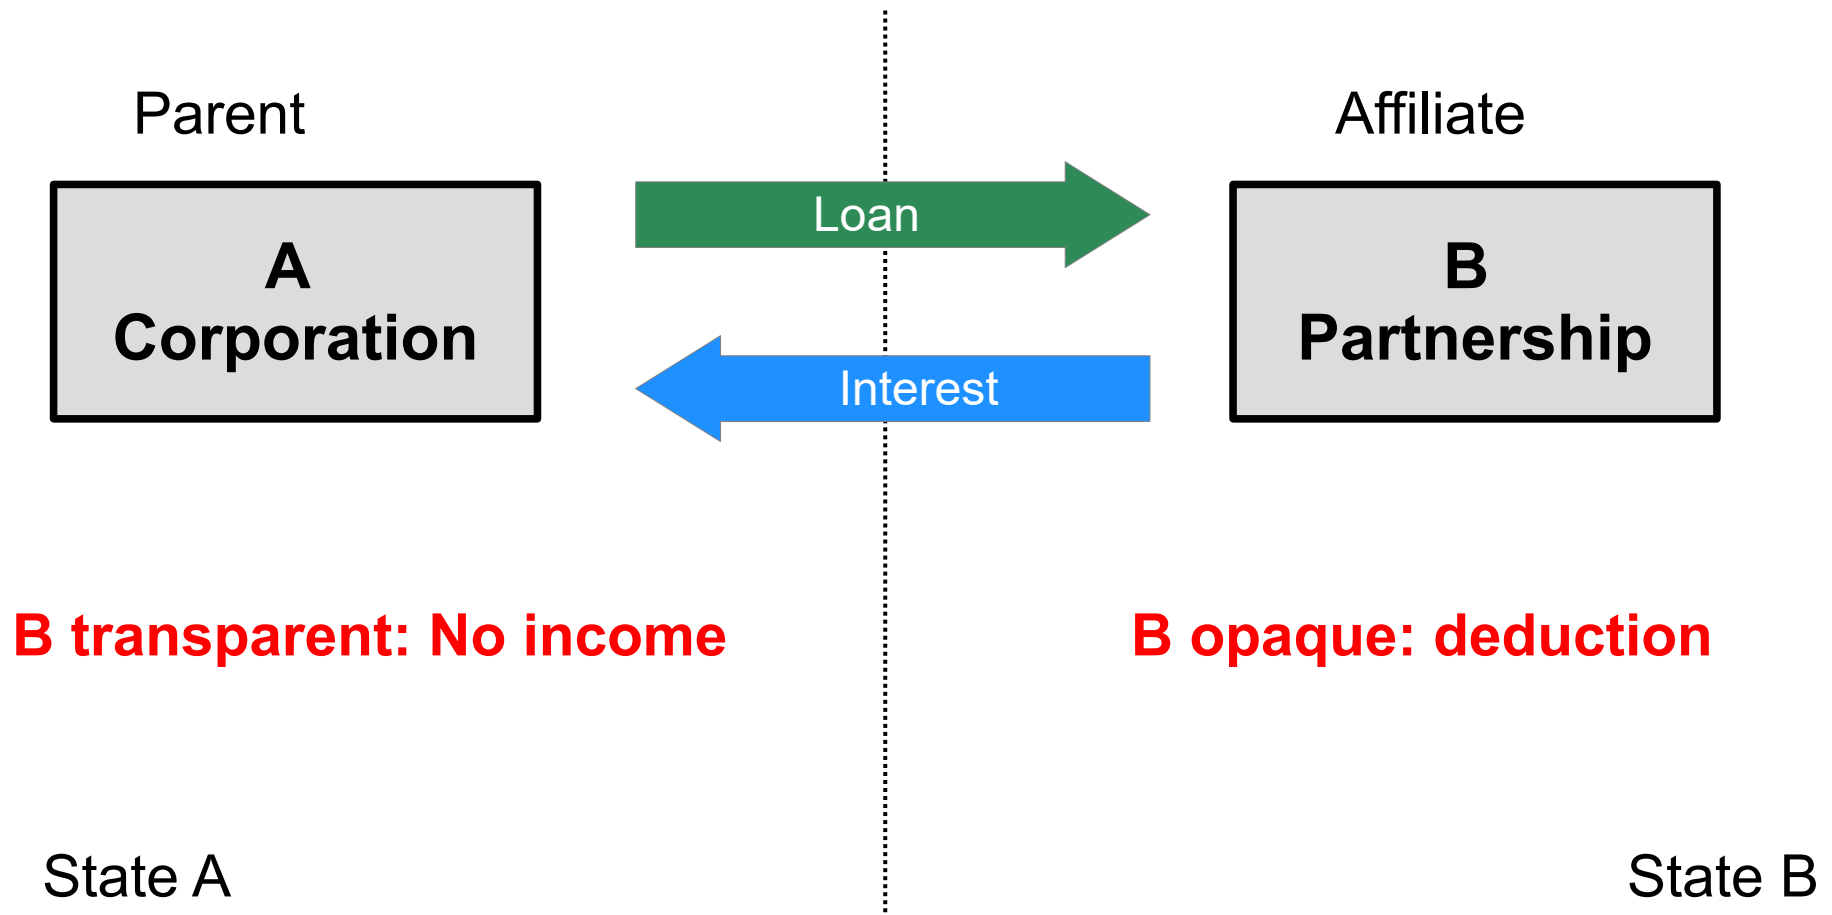 Parent
Affiliate
A
Corporation
Loan
Interest
B
Partnership
B transparent: No income
B opaque: deduction
State A
State B